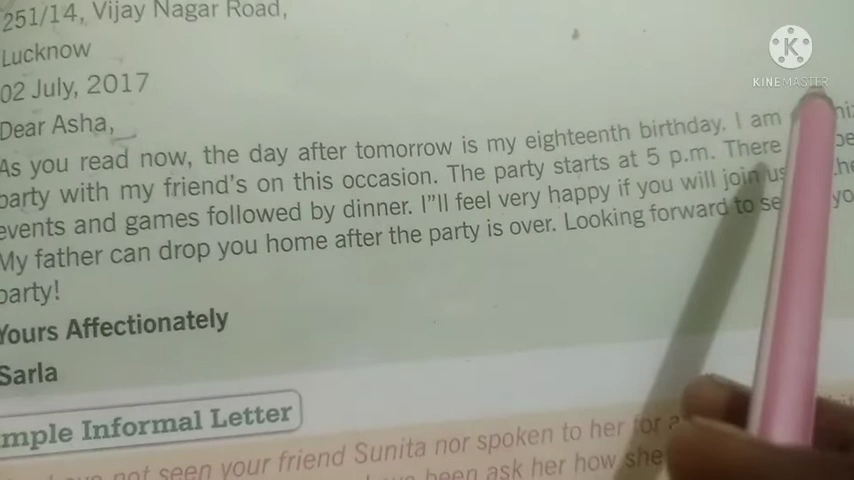 251/14, Vijay Nagar Road,
Lucknow
02 July, 2017
Dear Asha,
As you read now, the day after tomorrow is my eighteenth birthday. I am
party with my friend's on this occasion. The party starts at 5 p.m. There
events and games followed by dinner. I"ll feel very happy if you will join us
My father can drop you home after the party is over. Looking forward to
party!
Yours Affectionately
Sarla
Informal Letter
not seen your friend Sunita nor spoken to her for a
been ask her how she
K
KINEMASTER